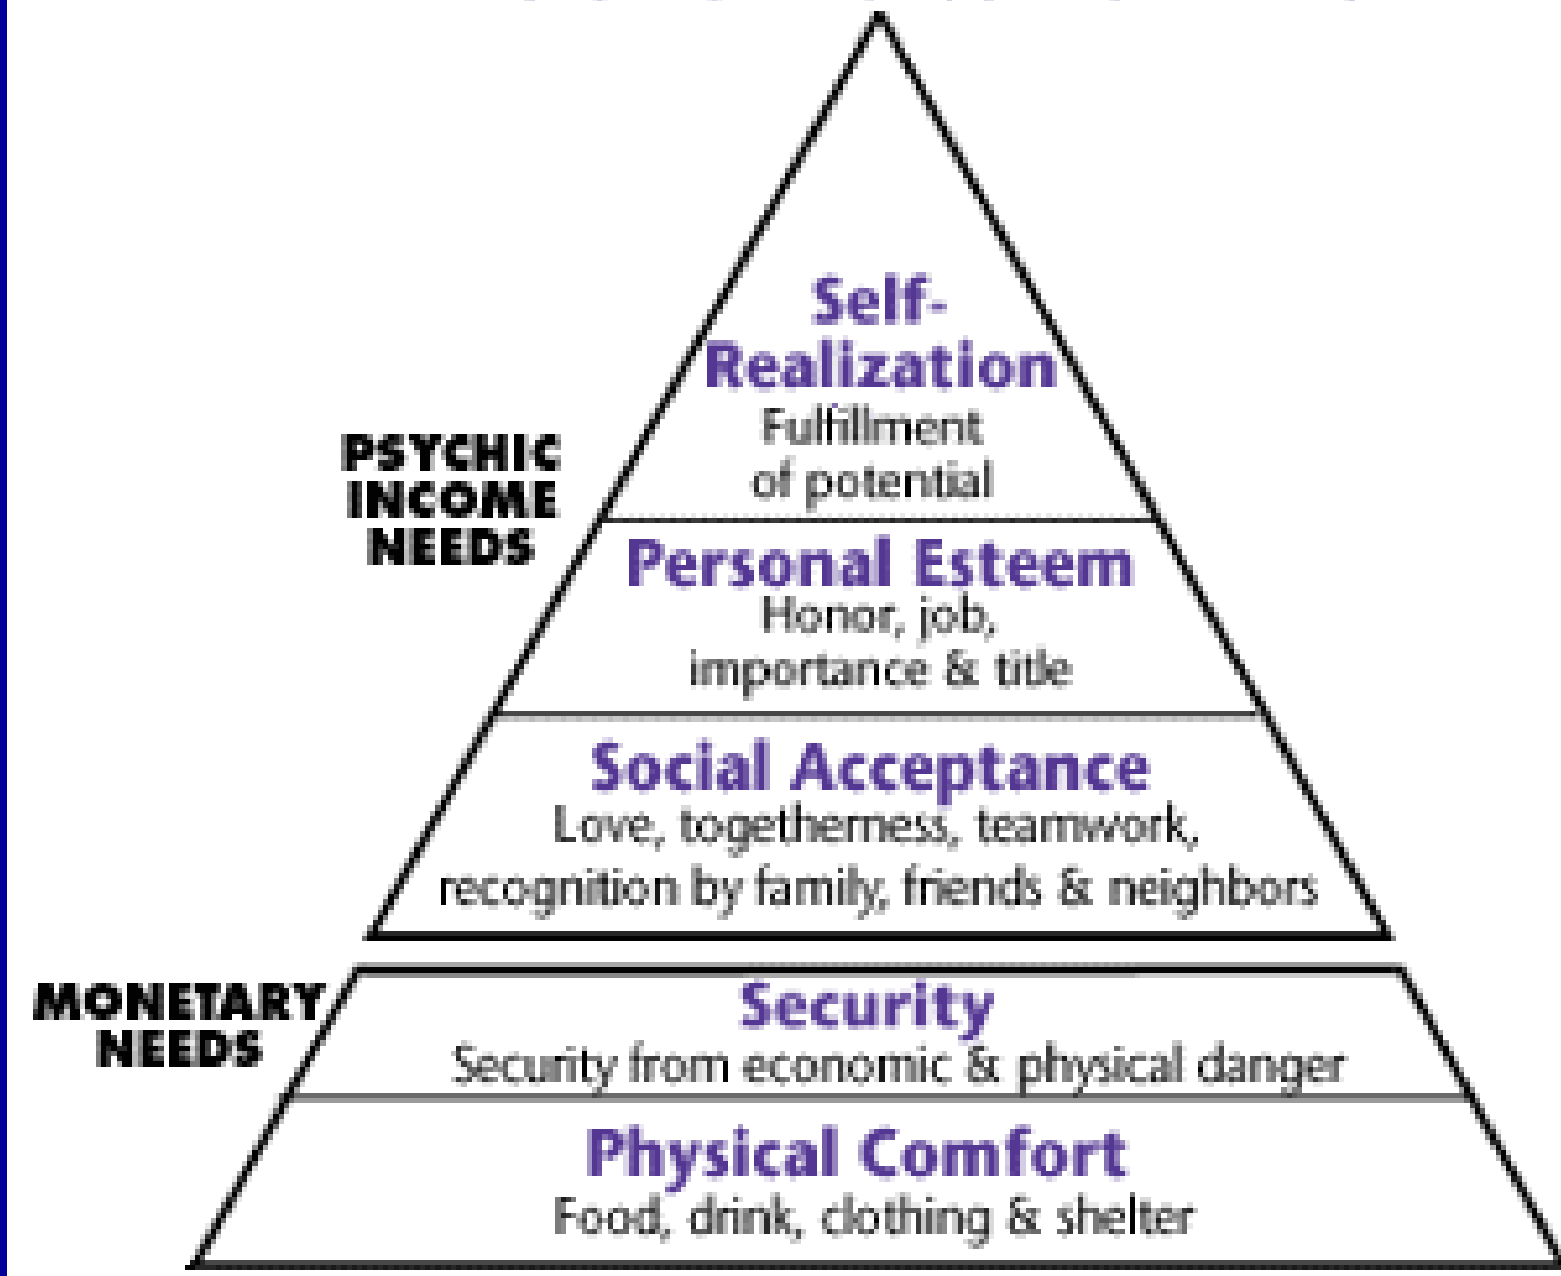 Self-
Realization
Fulfillment
of potential
PSYCHIC
INCOME
NEEDS
Personal Esteem
Honor, job,
importance & title
Social Acceptance
Love, togetherness, teamwork,
recognition by family, friends & neighbors
MONETARY
NEEDS
Security
Security from economic & physical danger
Physical Comfort
Food, drink, clothing & shelter